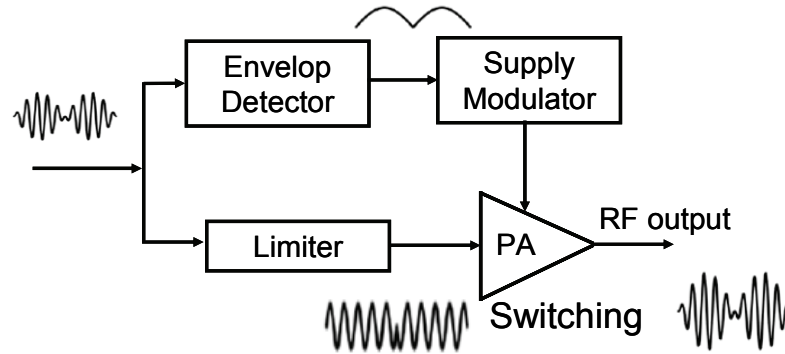 Envelop
Detector
Supply
Modulator
Limiter
PA
RF output
Switching